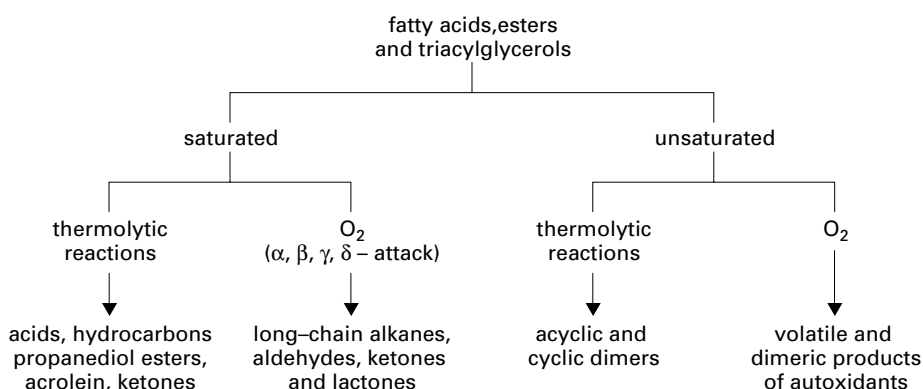 fatty acids,esters
and triacylglycerols
saturated
unsaturated
thermolytic
reactions
O₂
(α, β, γ, δ – attack)
thermolytic
reactions
O₂
acids, hydrocarbons
propanediol esters,
acrolein, ketones
long–chain alkanes,
aldehydes, ketones
and lactones
acyclic and
cyclic dimers
volatile and
dimeric products
of autoxidants